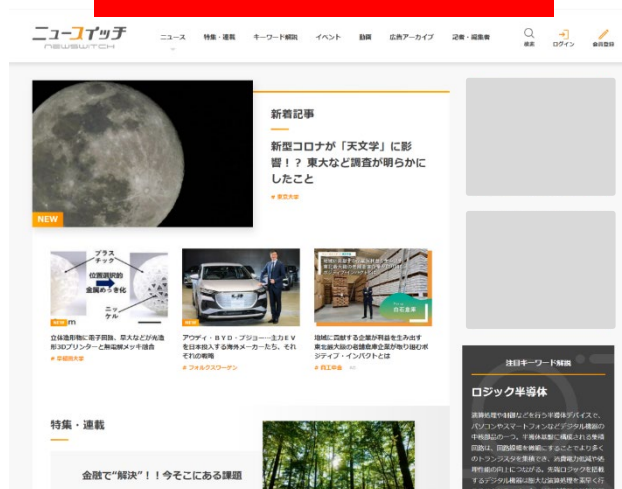 ニュースイッチ
NEWSWITCH
ニュース 特集・連載 キーワード解説 イベント 動画 広告アーカイブ 記者・編集者 検索 ログイン 会員登録
新着記事
新型コロナが「天文学」に影
響！？ 東大など調査が明らかに
したこと
# 東京大学
NEW
プラス
チック
位置選択的
金属めっき化
ニッ
ケル
NEW
立体造形物に電子回路、早大などが光造
形3Dプリンターと無電解メッキ融合
# 早稲田大学
NEW
アウディ・ＢＹＤ・プジョー…主力ＥＶ
を日本投入する海外メーカーたち、それ
ぞれの戦略
# フォルクスワーゲン
白石倉庫
地域に貢献する企業が利益を生み出す
東北最大級の老舗倉庫企業が取り組むポ
ジティブ・インパクトとは
# 商工中金
特集・連載
金融で“解決”！！今そこにある課題
注目キーワード解説
ロジック半導体
演算処理や制御などを行う半導体デバイスで、
パソコンやスマートフォンなどデジタル機器の
中核部品の一つ。半導体基板に構成される集積
回路は、回路線幅を微細にすることでより多く
のトランジスタを集積でき、消費電力低減や処
理性能の向上につながる。先端ロジックを搭載
するデジタル機器は膨大な演算処理を素早く行